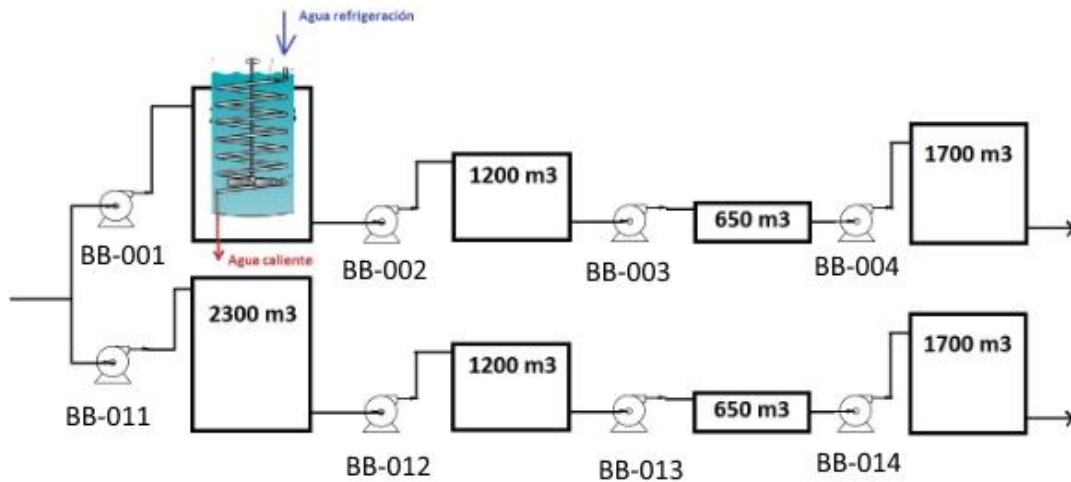 Agua refrigeración
BB-001
Agua caliente
BB-002
1200 m3
BB-003
650 m3
BB-004
1700 m3
BB-011
2300 m3
BB-012
1200 m3
BB-013
650 m3
BB-014
1700 m3